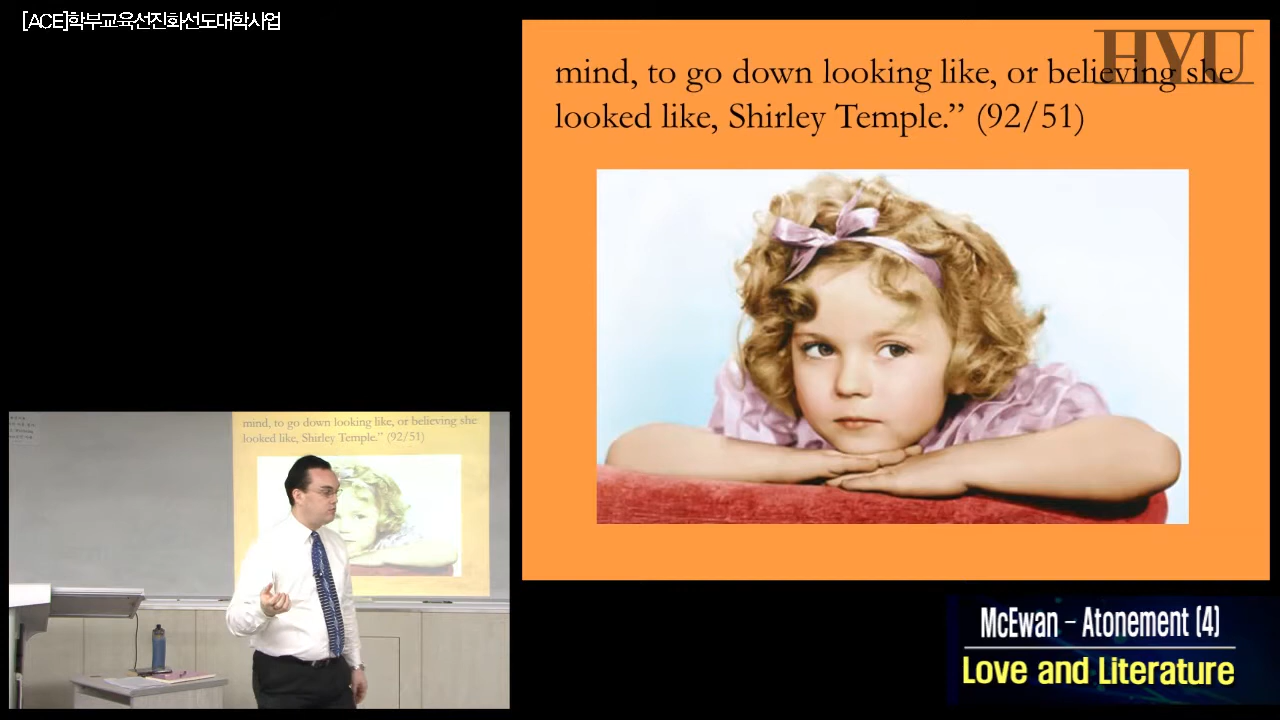 [ACE]학부교육선진화선도대학사업
HYU
mind, to go down looking like, or believing she
looked like, Shirley Temple.” (92/51)
mind, to go down looking like, or believing she
looked like, Shirley Temple.” (92/51)
McEwan - Atonement (4)
Love and Literature